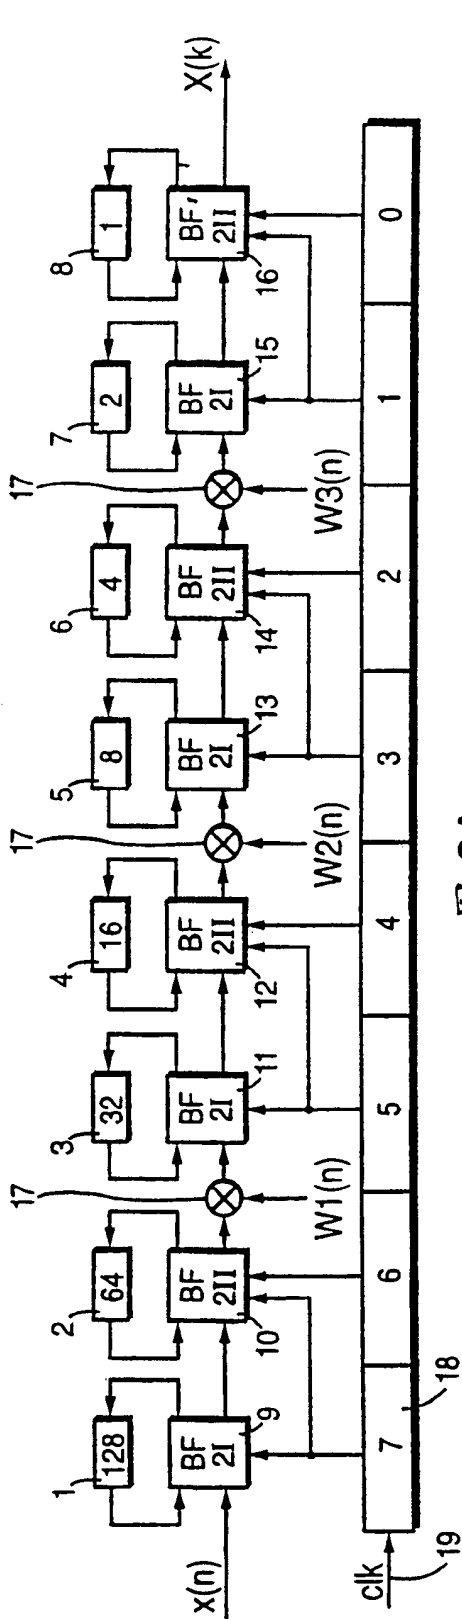 17 17 17
1 2 3 4 5 6 7 8
128 64 32 16 8 4 2 1
x(n)
BF 2I
BF 2II
BF 2I
BF 2II
BF 2I
BF 2II
BF 2I
BF' 2II
X(k)
9 10 11 12 13 14 15 16
W1(n) W2(n) W3(n)
clk 7 6 5 4 3 2 1 0
19 18